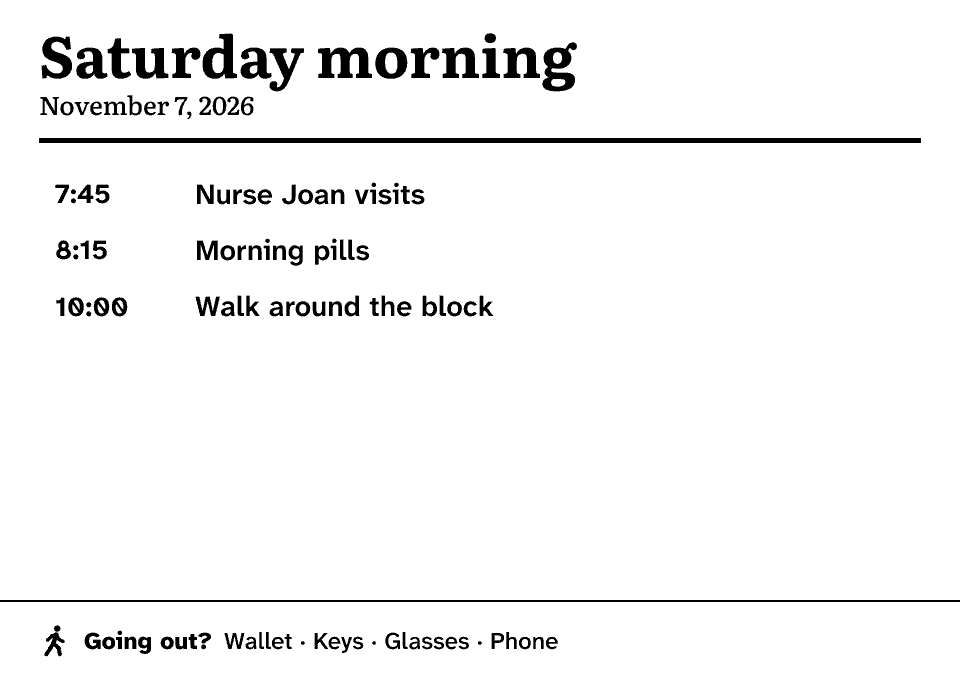 Saturday morning
November 7, 2026
7:45 Nurse Joan visits
8:15 Morning pills
10:00 Walk around the block
Going out? Wallet · Keys · Glasses · Phone